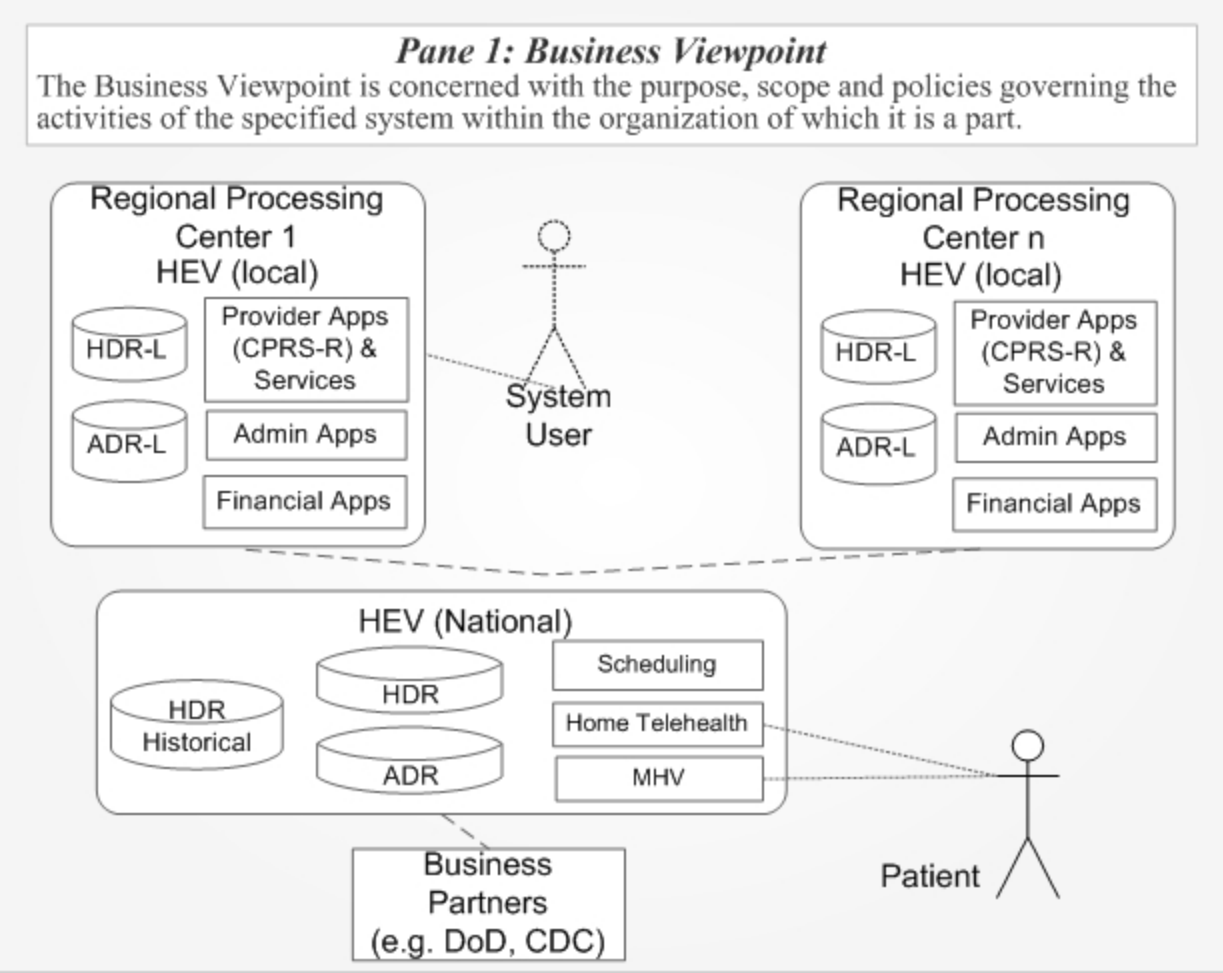 Pane 1: Business Viewpoint
The Business Viewpoint is concerned with the purpose, scope and policies governing the
activities of the specified system within the organization of which it is a part.
Regional Processing
Center 1
HEV (local)
HDR-L
ADR-L
Provider Apps
(CPRS-R) &
Services
Admin Apps
Financial Apps
System
User
Regional Processing
Center n
HEV (local)
HDR-L
ADR-L
Provider Apps
(CPRS-R) &
Services
Admin Apps
Financial Apps
HEV (National)
HDR
Historical
HDR
ADR
Scheduling
Home Telehealth
MHV
Patient
Business
Partners
(e.g. DoD, CDC)